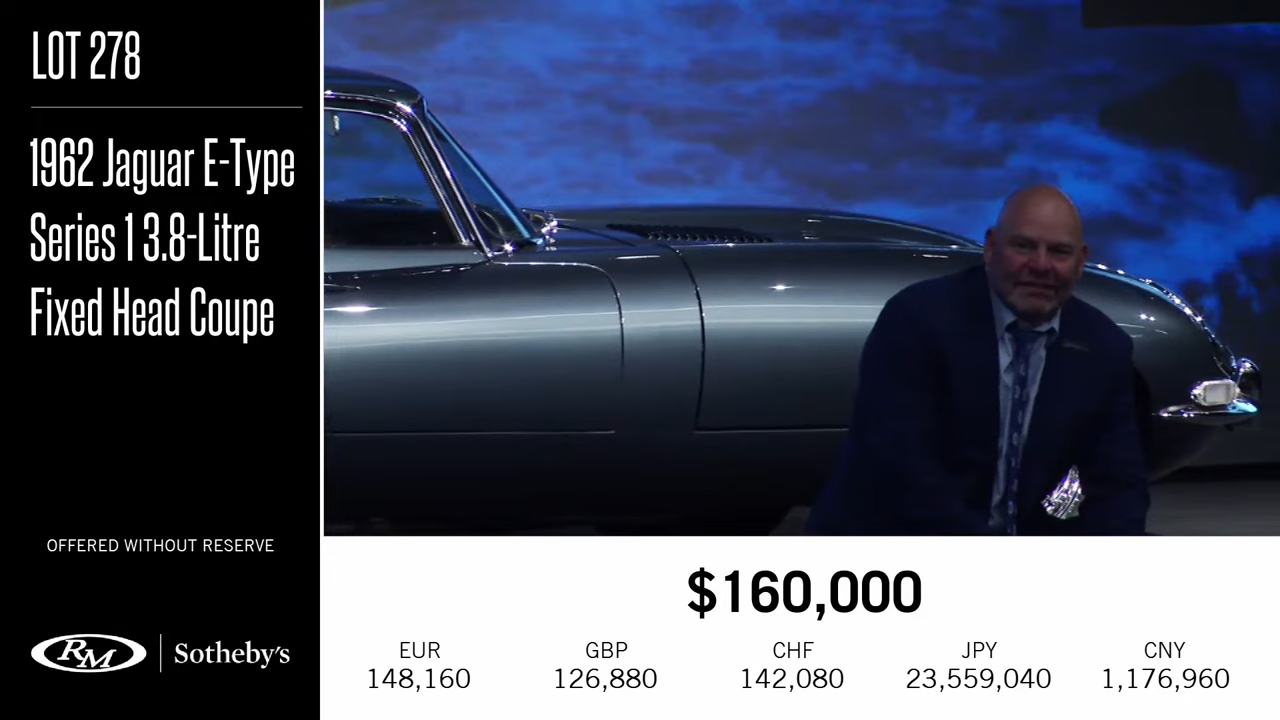 LOT 278
1962 Jaguar E-Type
Series 1 3.8-Litre
Fixed Head Coupe
OFFERED WITHOUT RESERVE
RM Sotheby's
$160,000
EUR GBP CHF JPY CNY
148,160 126,880 142,080 23,559,040 1,176,960